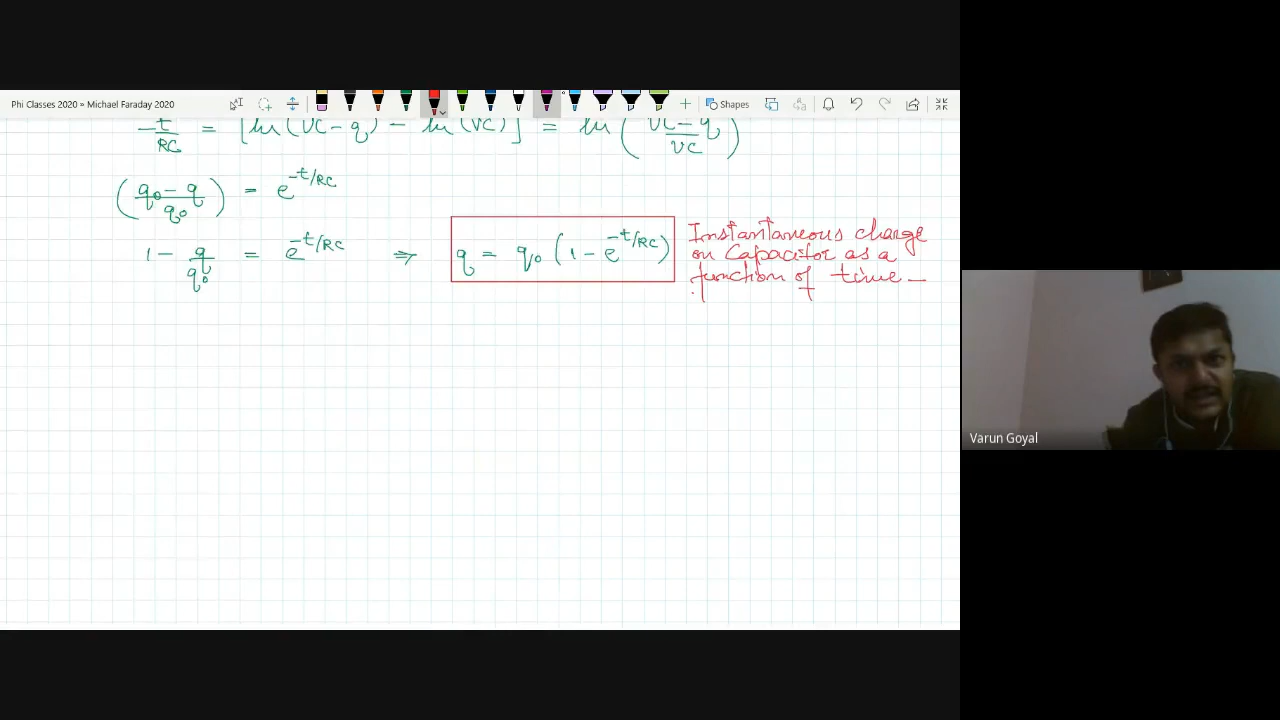 Phi Classes 2020 » Michael Faraday 2020
Shapes
-t/RC = [ln (VC - q) - ln (VC)] = ln ((VC - q)/VC)
((q₀ - q)/q₀) = e^(-t/RC)
1 - q/q₀ = e^(-t/RC) ⇒ q = q₀ (1 - e^(-t/RC))
Instantaneous charge
on Capacitor as a
function of time -
Varun Goyal